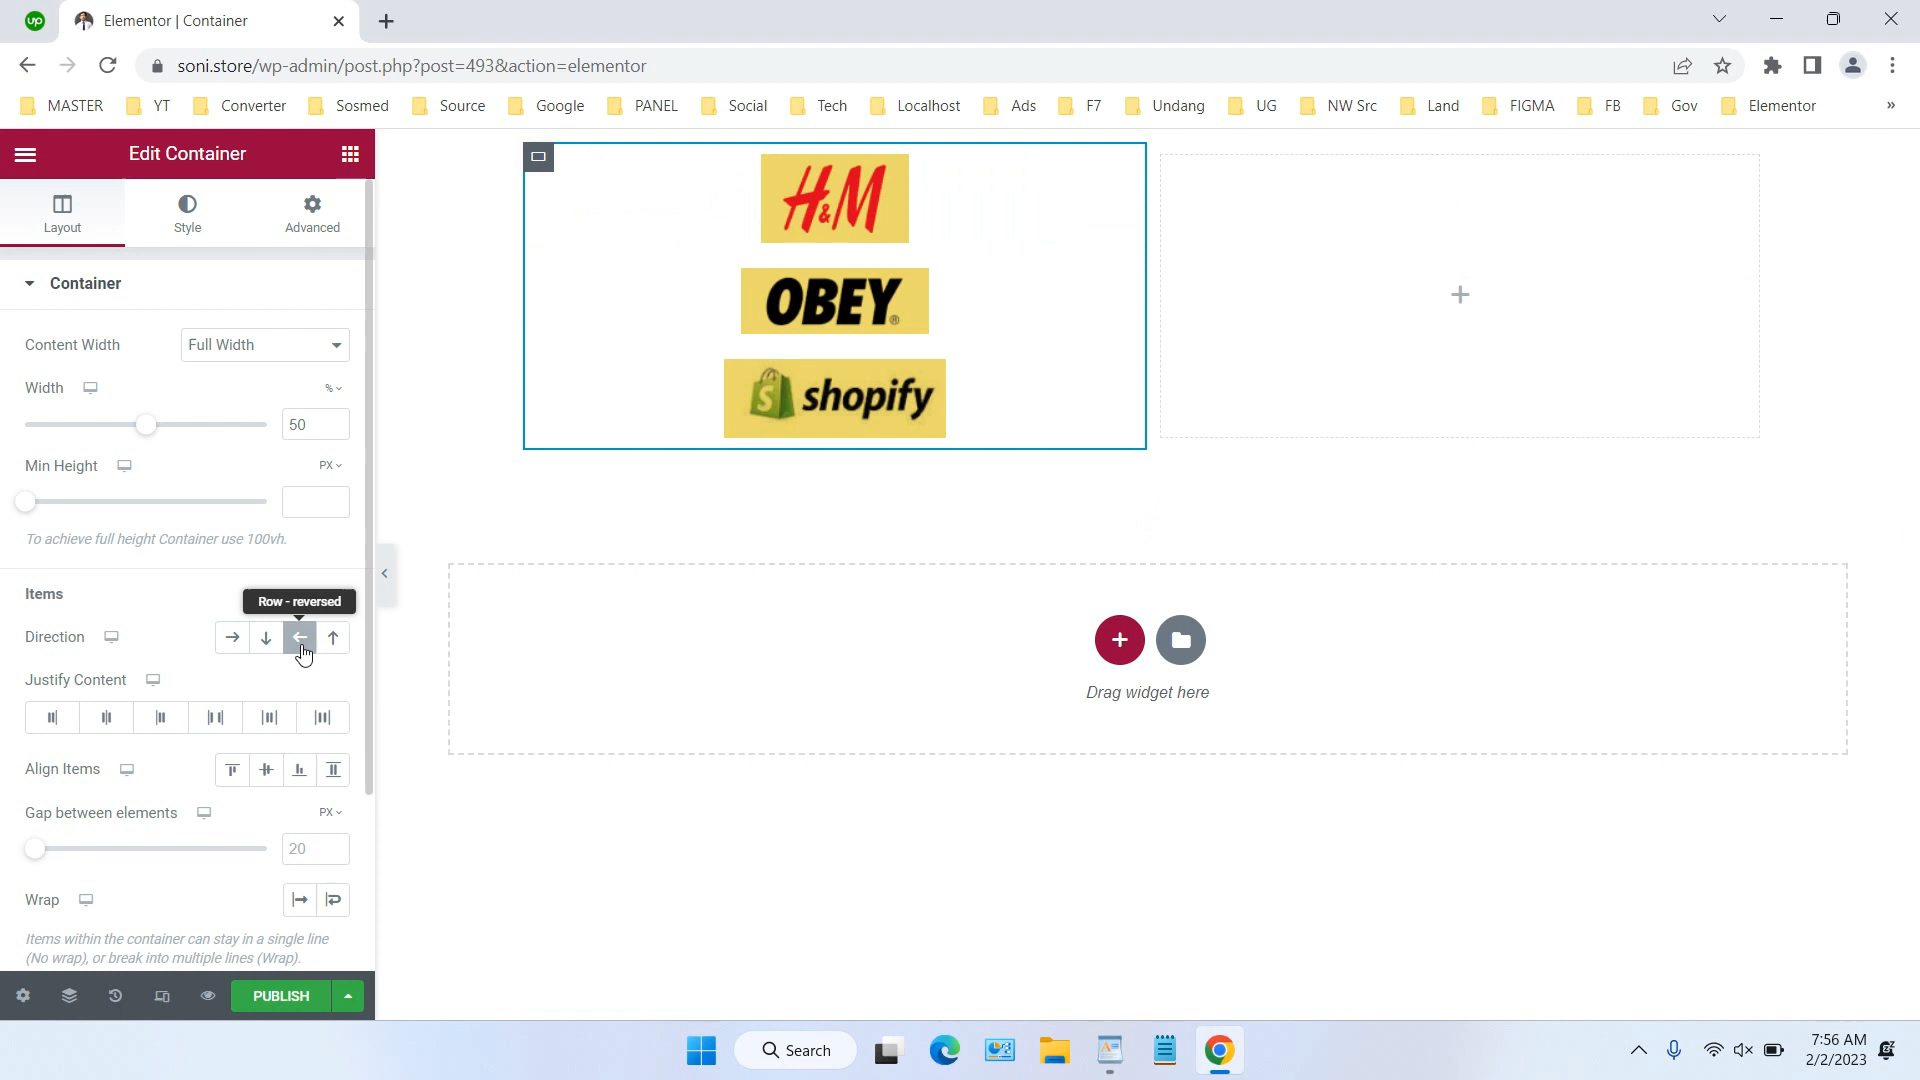 up
Elementor | Container
soni.store/wp-admin/post.php?post=493&action=elementor
MASTER YT Converter Sosmed Source Google PANEL Social Tech Localhost Ads F7 Undang UG NW Src Land FIGMA FB Gov Elementor »
Edit Container
Layout Style Advanced
Container
Content Width Full Width
Width %
50
Min Height PX
To achieve full height Container use 100vh.
Items
Row - reversed
Direction
Justify Content
Align Items
Gap between elements PX
20
Wrap
Items within the container can stay in a single line
(No wrap), or break into multiple lines (Wrap).
PUBLISH
H&M
OBEY®
S shopify
Drag widget here
Search
7:56 AM
2/2/2023